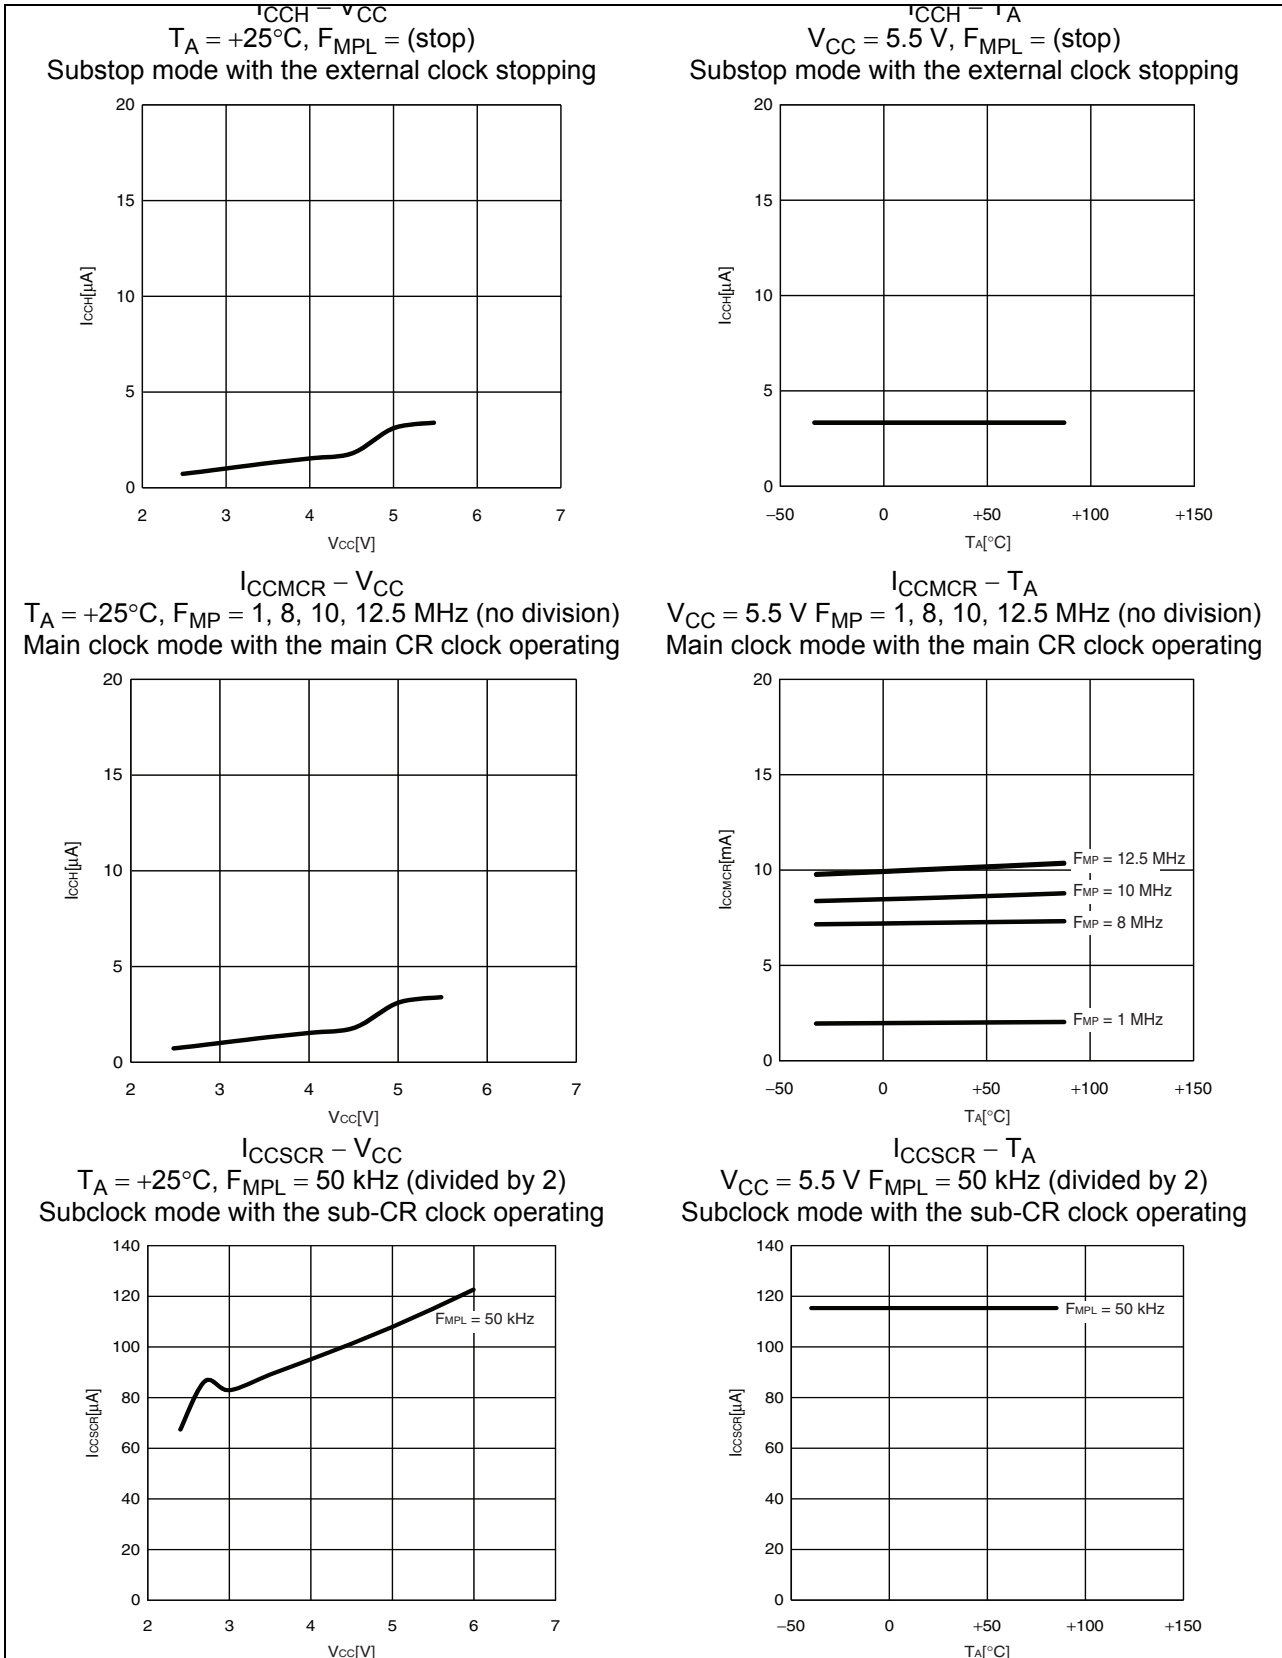 ICCH − VCC
TA = +25°C, FMPL = (stop)
Substop mode with the external clock stopping
20
15
10
5
0
ICCH[μA]
2 3 4 5 6 7
VCC[V]
ICCH − TA
VCC = 5.5 V, FMPL = (stop)
Substop mode with the external clock stopping
20
15
10
5
0
ICCH[μA]
−50 0 +50 +100 +150
TA[°C]
ICCMCR − VCC
TA = +25°C, FMP = 1, 8, 10, 12.5 MHz (no division)
Main clock mode with the main CR clock operating
20
15
10
5
0
ICCH[μA]
2 3 4 5 6 7
VCC[V]
ICCMCR − TA
VCC = 5.5 V FMP = 1, 8, 10, 12.5 MHz (no division)
Main clock mode with the main CR clock operating
20
15
10
5
0
ICCMCR[mA]
FMP = 12.5 MHz
FMP = 10 MHz
FMP = 8 MHz
FMP = 1 MHz
−50 0 +50 +100 +150
TA[°C]
ICCSCR − VCC
TA = +25°C, FMPL = 50 kHz (divided by 2)
Subclock mode with the sub-CR clock operating
140
120
100
80
60
40
20
0
ICCSCR[μA]
FMPL = 50 kHz
2 3 4 5 6 7
VCC[V]
ICCSCR − TA
VCC = 5.5 V FMPL = 50 kHz (divided by 2)
Subclock mode with the sub-CR clock operating
140
120
100
80
60
40
20
0
ICCSCR[μA]
FMPL = 50 kHz
−50 0 +50 +100 +150
TA[°C]